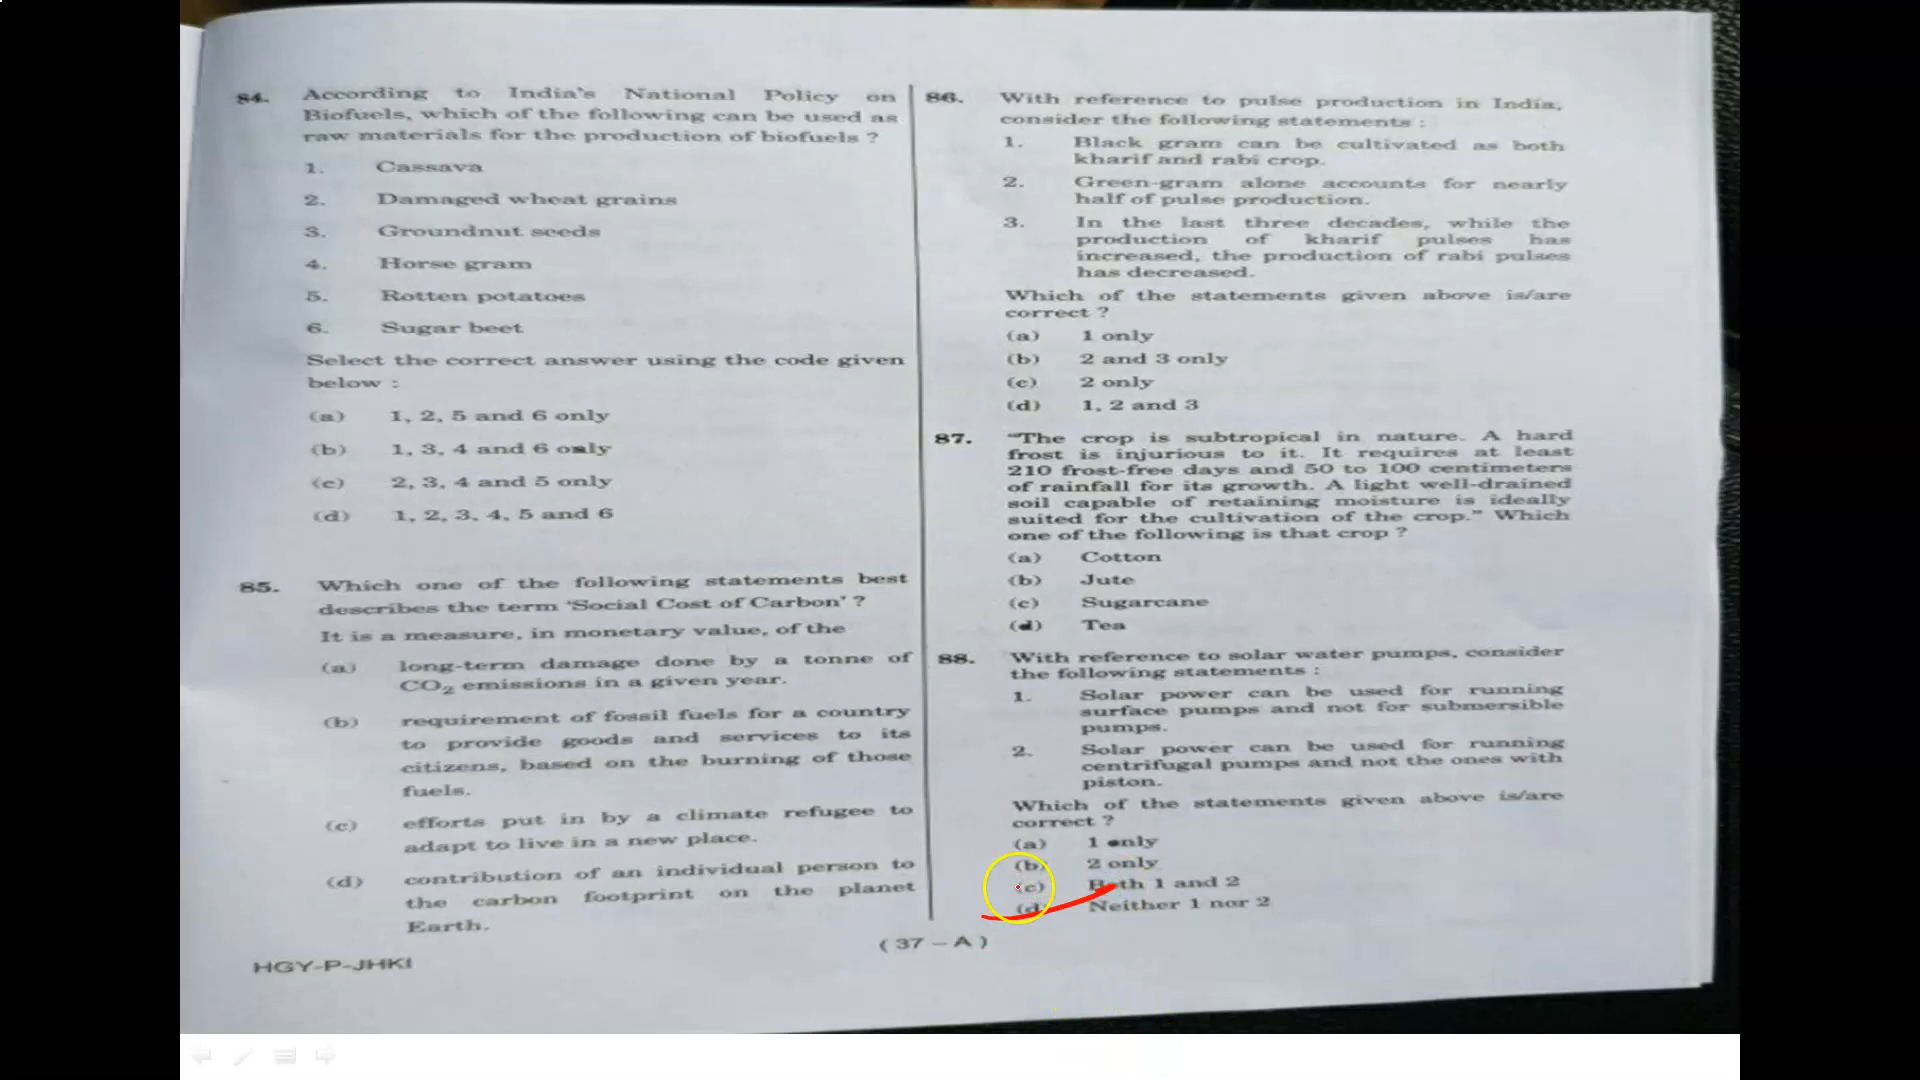 84. According to India's National Policy on
Biofuels, which of the following can be used as
raw materials for the production of biofuels ?
1. Cassava
2. Damaged wheat grains
3. Groundnut seeds
4. Horse gram
5. Rotten potatoes
6. Sugar beet
Select the correct answer using the code given
below :
(a) 1, 2, 5 and 6 only
(b) 1, 3, 4 and 6 only
(c) 2, 3, 4 and 5 only
(d) 1, 2, 3, 4, 5 and 6
85. Which one of the following statements best
describes the term 'Social Cost of Carbon' ?
It is a measure, in monetary value, of the
(a) long-term damage done by a tonne of
CO2 emissions in a given year.
(b) requirement of fossil fuels for a country
to provide goods and services to its
citizens, based on the burning of those
fuels.
(c) efforts put in by a climate refugee to
adapt to live in a new place.
(d) contribution of an individual person to
the carbon footprint on the planet
Earth.
HGY-P-JHKI
86. With reference to pulse production in India,
consider the following statements :
1. Black gram can be cultivated as both
kharif and rabi crop.
2. Green-gram alone accounts for nearly
half of pulse production.
3. In the last three decades, while the
production of kharif pulses has
increased, the production of rabi pulses
has decreased.
Which of the statements given above is/are
correct ?
(a) 1 only
(b) 2 and 3 only
(c) 2 only
(d) 1, 2 and 3
87. "The crop is subtropical in nature. A hard
frost is injurious to it. It requires at least
210 frost-free days and 50 to 100 centimeters
of rainfall for its growth. A light well-drained
soil capable of retaining moisture is ideally
suited for the cultivation of the crop." Which
one of the following is that crop ?
(a) Cotton
(b) Jute
(c) Sugarcane
(d) Tea
88. With reference to solar water pumps, consider
the following statements :
1. Solar power can be used for running
surface pumps and not for submersible
pumps.
2. Solar power can be used for running
centrifugal pumps and not the ones with
piston.
Which of the statements given above is/are
correct ?
(a) 1 only
(b) 2 only
(c) Both 1 and 2
(d) Neither 1 nor 2
( 37 – A )